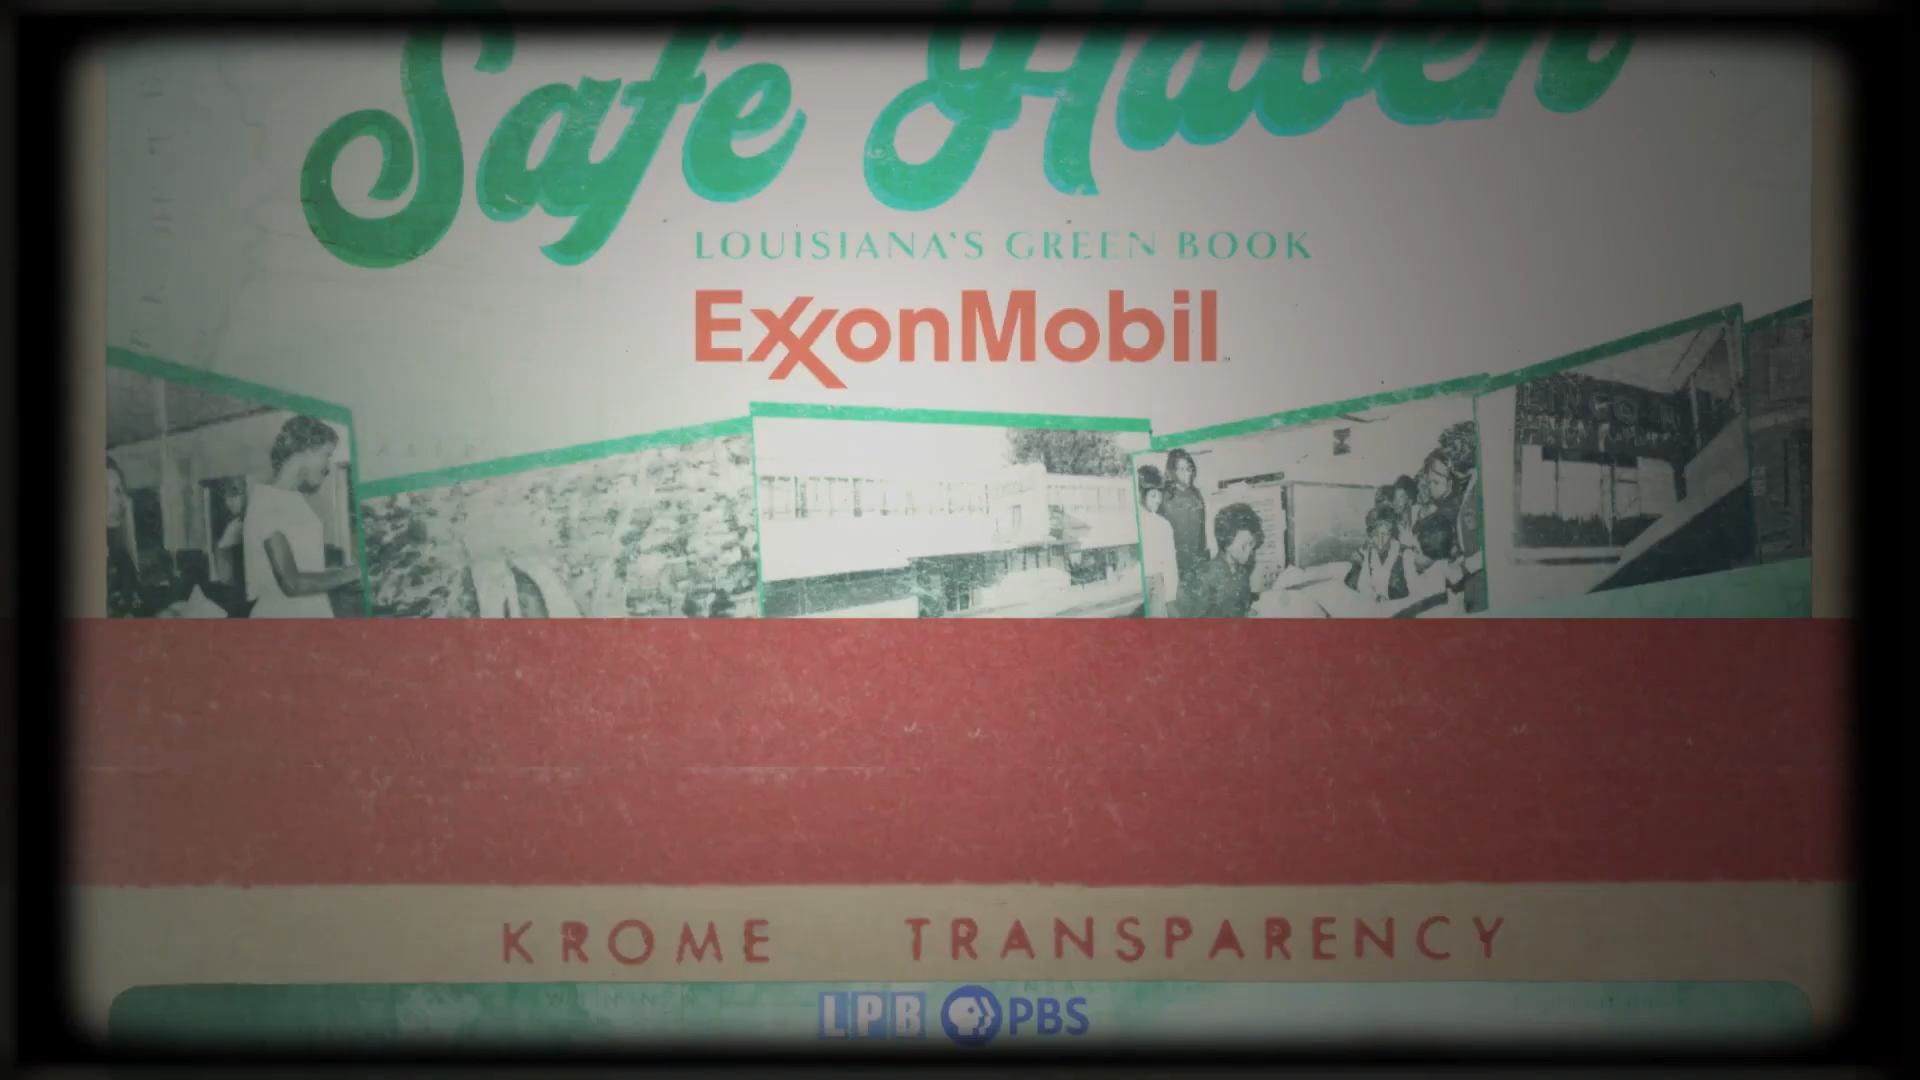 Safe Haven
LOUISIANA'S GREEN BOOK
ExxonMobil
KROME TRANSPARENCY
LPB PBS